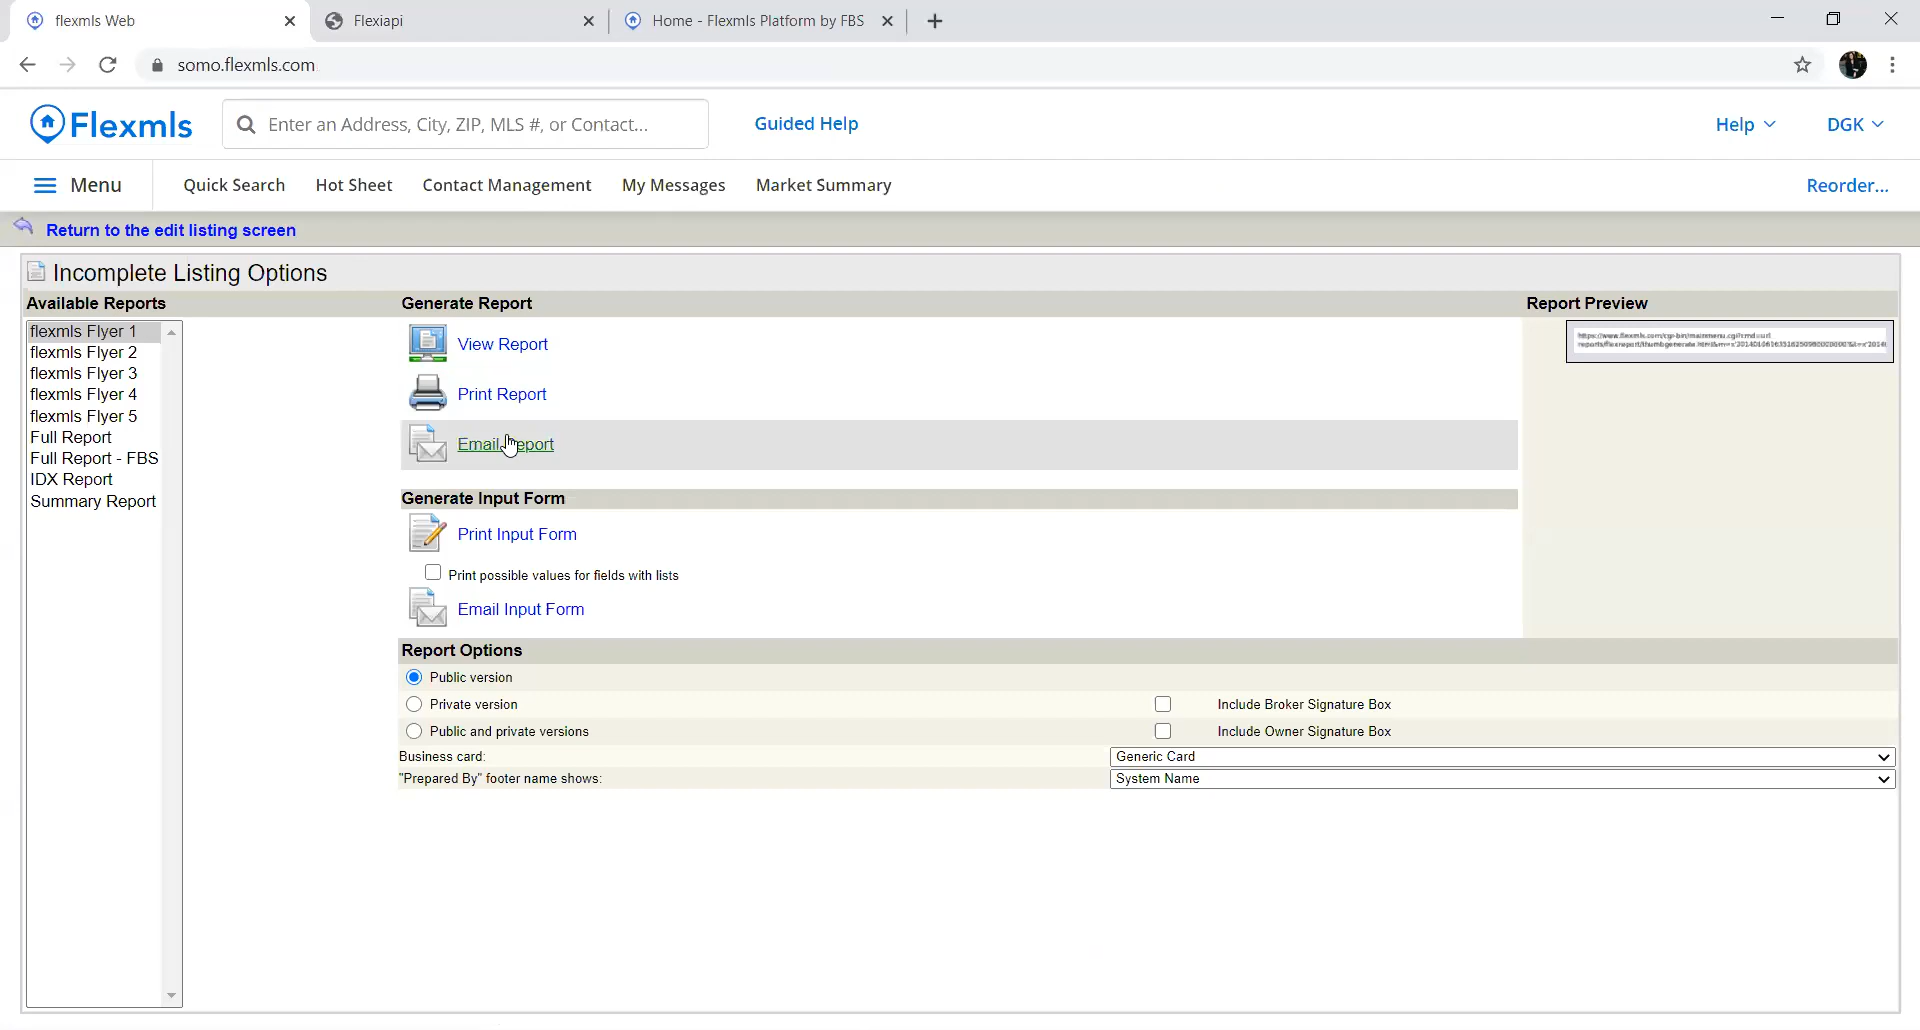 flexmls Web
Flexiapi
Home - Flexmls Platform by FBS
somo.flexmls.com
Flexmls
Enter an Address, City, ZIP, MLS #, or Contact...
Guided Help
Help
DGK
Menu
Quick Search
Hot Sheet
Contact Management
My Messages
Market Summary
Reorder...
Return to the edit listing screen
Incomplete Listing Options
Available Reports
Generate Report
Report Preview
flexmls Flyer 1
flexmls Flyer 2
flexmls Flyer 3
flexmls Flyer 4
flexmls Flyer 5
Full Report
Full Report - FBS
IDX Report
Summary Report
View Report
Print Report
Email Report
Generate Input Form
Print Input Form
Print possible values for fields with lists
Email Input Form
Report Options
Public version
Private version
Include Broker Signature Box
Public and private versions
Include Owner Signature Box
Business card:
Generic Card
"Prepared By" footer name shows:
System Name